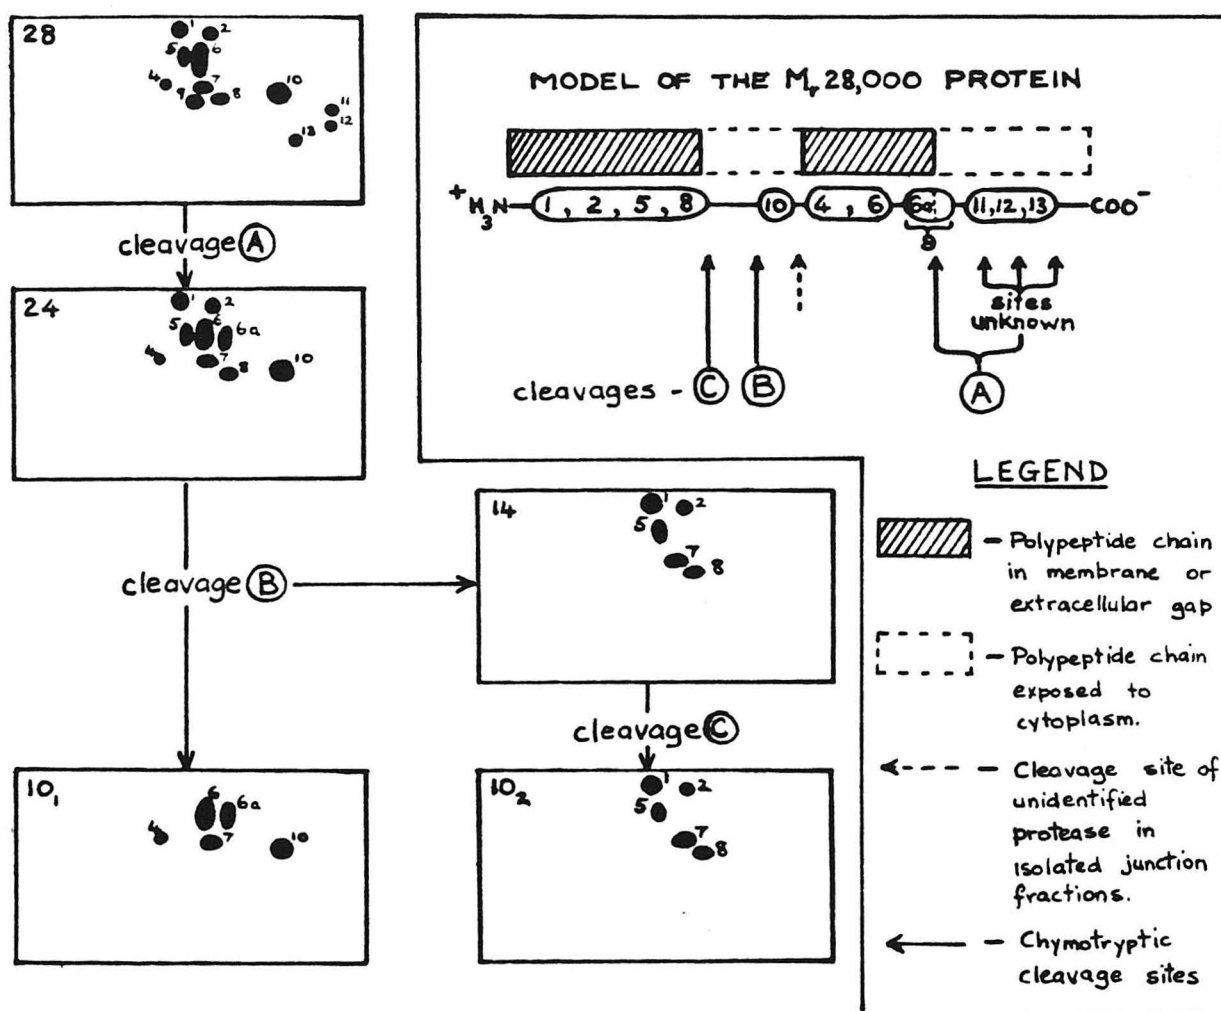 28
1 2
5 6
4 7
9 8 10
11
12
13
cleavage A
24
1 2
5 6 6a
4 7
8 10
cleavage B
14
1 2
5
7
8
cleavage C
10₁
6 6a
4 7 10
10₂
1 2
5
7
8
MODEL OF THE Mr 28,000 PROTEIN
+H₃N 1, 2, 5, 8 10 4, 6 6a 11, 12, 13 COO⁻
9
sites
unknown
cleavages - C B A
LEGEND
– Polypeptide chain
in membrane or
extracellular gap
– Polypeptide chain
exposed to
cytoplasm.
– Cleavage site of
unidentified
protease in
isolated junction
fractions.
– Chymotryptic
cleavage sites